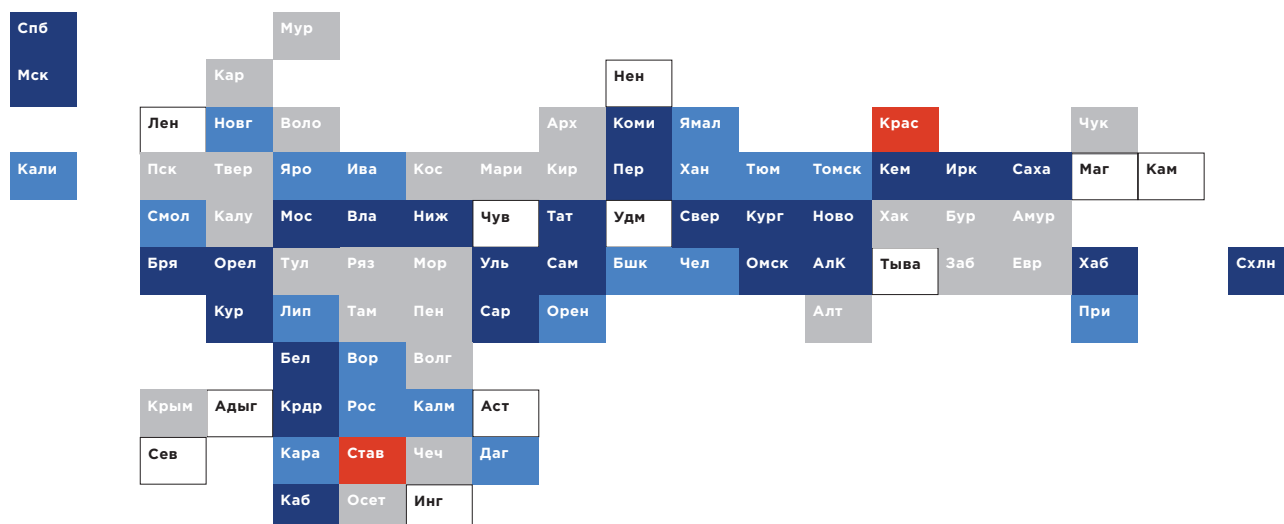 Спб Мур
Мск Кар Нен
Лен Новг Воло Арх Коми Ямал Крас Чук
Кали Пск Твер Яро Ива Кос Мари Кир Пер Хан Тюм Томск Кем Ирк Саха Маг Кам
Смол Калу Мос Вла Ниж Чув Тат Удм Свер Кург Ново Хак Бур Амур
Бря Орел Тул Ряз Мор Уль Сам Бшк Чел Омск АлК Тыва Заб Евр Хаб Схлн
Кур Лип Там Пен Сар Орен Алт При
Бел Вор Волг
Крым Адыг Крдр Рос Калм Аст
Сев Кара Став Чеч Даг
Каб Осет Инг